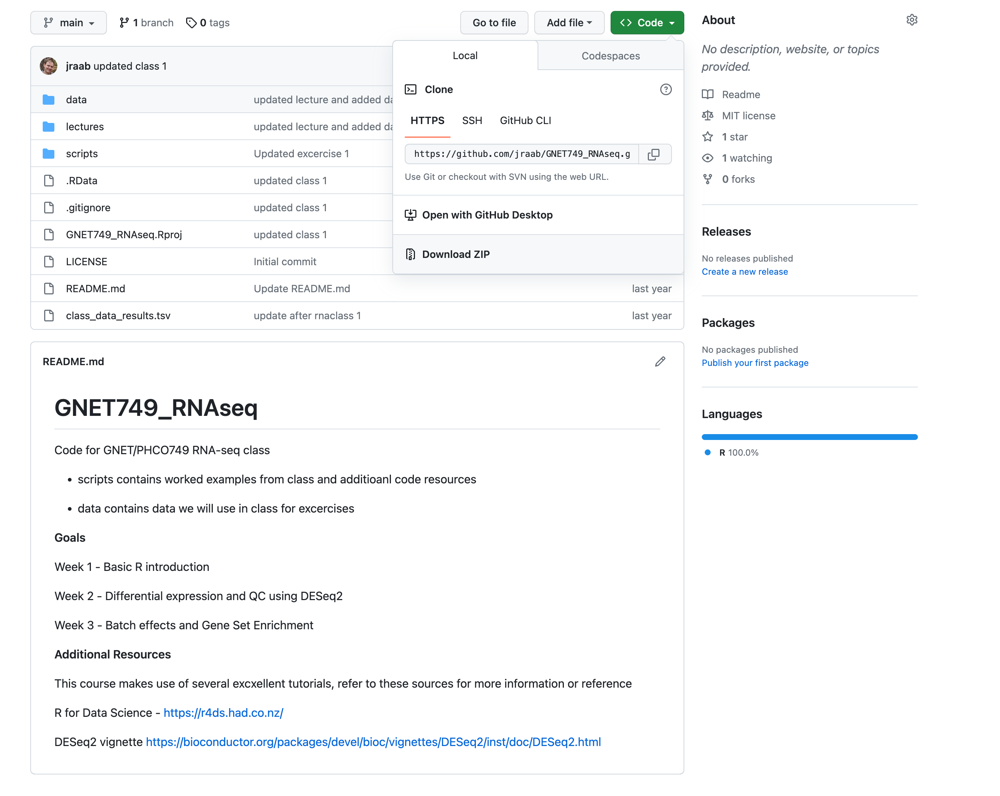 main
1 branch
0 tags
Go to file
Add file
Code
jraab updated class 1
data updated lecture and added da
lectures updated lecture and added da
scripts Updated excercise 1
.RData updated class 1
.gitignore updated class 1
GNET749_RNAseq.Rproj updated class 1
LICENSE Initial commit
README.md Update README.md last year
class_data_results.tsv update after rnaclass 1 last year
Local Codespaces
Clone
HTTPS SSH GitHub CLI
https://github.com/jraab/GNET749_RNAseq.g
Use Git or checkout with SVN using the web URL.
Open with GitHub Desktop
Download ZIP
README.md
GNET749_RNAseq
Code for GNET/PHCO749 RNA-seq class
• scripts contains worked examples from class and additioanl code resources
• data contains data we will use in class for excercises
Goals
Week 1 - Basic R introduction
Week 2 - Differential expression and QC using DESeq2
Week 3 - Batch effects and Gene Set Enrichment
Additional Resources
This course makes use of several excxellent tutorials, refer to these sources for more information or reference
R for Data Science - https://r4ds.had.co.nz/
DESeq2 vignette https://bioconductor.org/packages/devel/bioc/vignettes/DESeq2/inst/doc/DESeq2.html
About
No description, website, or topics
provided.
Readme
MIT license
1 star
1 watching
0 forks
Releases
No releases published
Create a new release
Packages
No packages published
Publish your first package
Languages
R 100.0%